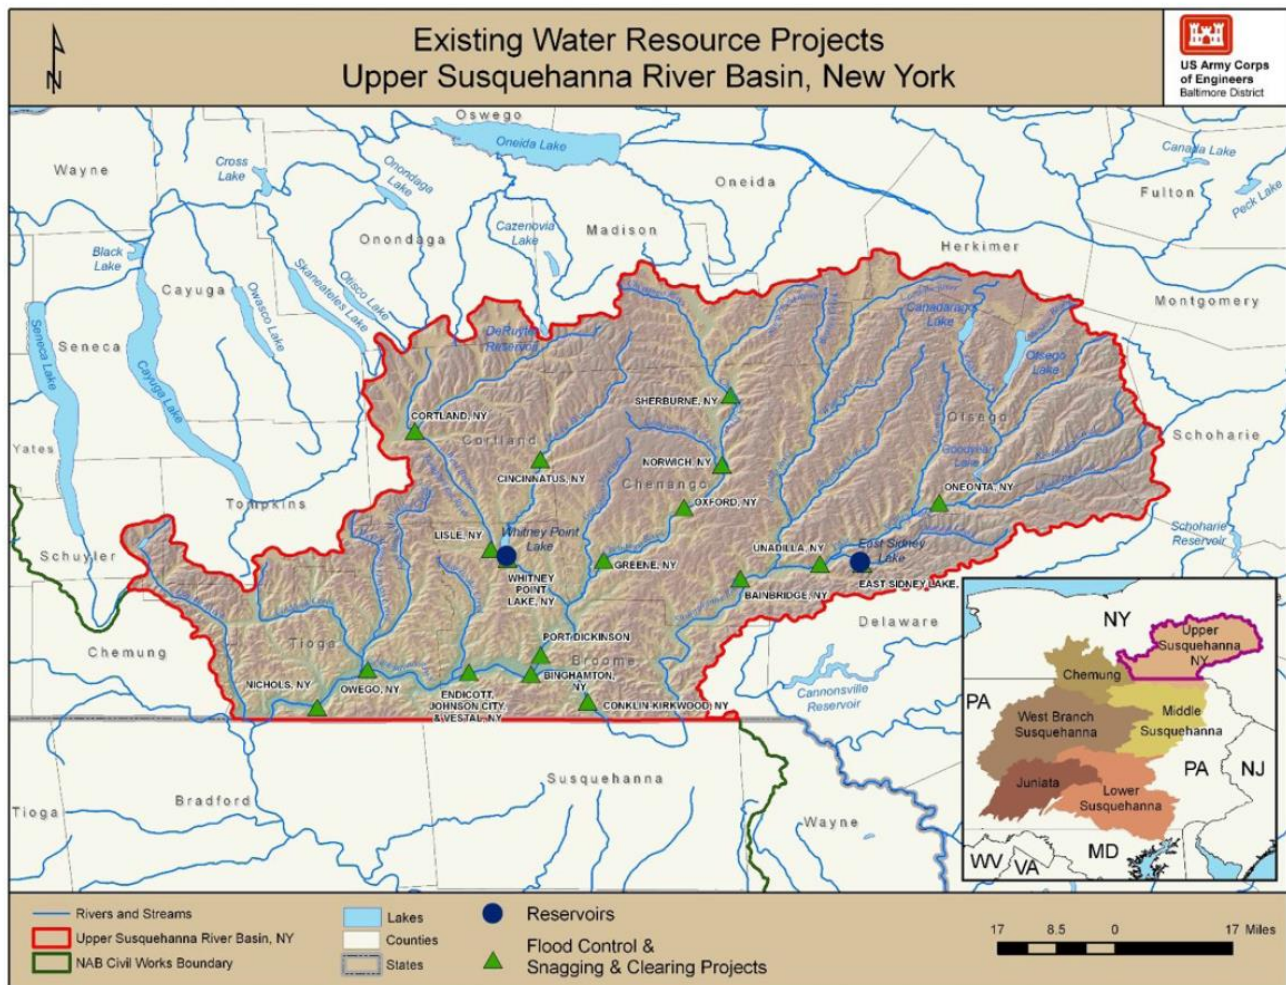 N
Existing Water Resource Projects
Upper Susquehanna River Basin, New York
US Army Corps
of Engineers
Baltimore District
Oswego
Oneida Lake
Wayne
Cross
Lake
Onondaga
Lake
Oneida
Canada Lake
Fulton
Peck Lake
Cazenovia
Lake
Madison
Onondaga
Herkimer
Black
Lake
Cayuga
Owasco Lake
Skaneateles Lake
Otisco Lake
Montgomery
Seneca Lake
Seneca
Cayuga Lake
DeRuyter
Reservoir
Canadarago
Lake
Otsego
Lake
SHERBURNE, NY
CORTLAND, NY
Cortland
Otsego
Schoharie
Yates
NORWICH, NY
Goodyear
Lake
CINCINNATUS, NY
Chenango
ONEONTA, NY
Tompkins
OXFORD, NY
Schoharie
Reservoir
LISLE, NY
Whitney Point
Lake
UNADILLA, NY
East Sidney
Lake
Schuyler
GREENE, NY
WHITNEY
POINT
LAKE, NY
BAINBRIDGE, NY
EAST SIDNEY LAKE,
Delaware
Chemung
Tioga
PORT DICKINSON
Broome
NICHOLS, NY
OWEGO, NY
ENDICOTT,
JOHNSON CITY,
& VESTAL, NY
BINGHAMTON,
NY
CONKLIN-KIRKWOOD, NY
Cannonsville
Reservoir
Susquehanna
Bradford
Tioga
Wayne
NY
Upper
Susquehanna
NY
Chemung
PA
West Branch
Susquehanna
Middle
Susquehanna
PA
NJ
Juniata
Lower
Susquehanna
MD
WV
VA
Rivers and Streams
Upper Susquehanna River Basin, NY
NAB Civil Works Boundary
Lakes
Counties
States
Reservoirs
Flood Control &
Snagging & Clearing Projects
17 8.5 0 17 Miles